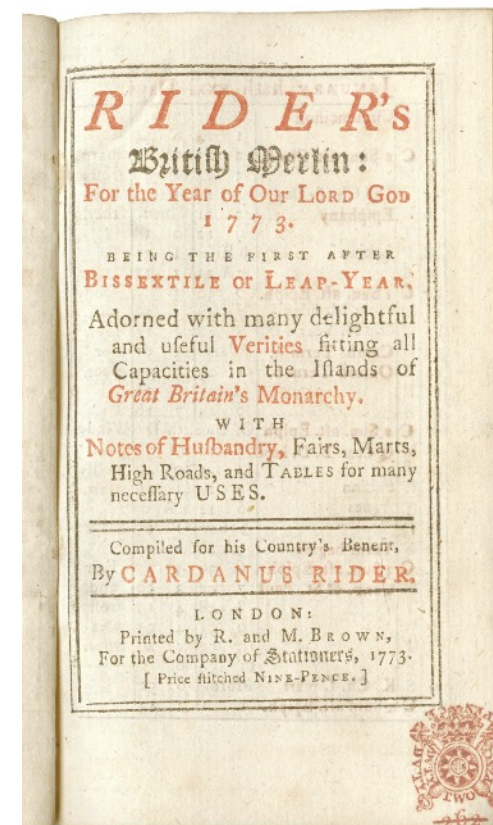 RIDER's
Britiſh Merlin:
For the Year of Our LORD GOD
1773.
BEING THE FIRST AFTER
BISSEXTILE or LEAP-YEAR.
Adorned with many delightful
and uſeful Verities fitting all
Capacities in the Iſlands of
Great Britain's Monarchy.
WITH
Notes of Huſbandry, Fairs, Marts,
High Roads, and TABLES for many
neceſſary USES.
Compiled for his Country's Benefit,
By CARDANUS RIDER.
LONDON:
Printed by R. and M. BROWN,
For the Company of Stationers, 1773.
[ Price ſtitched NINE-PENCE. ]
TWO